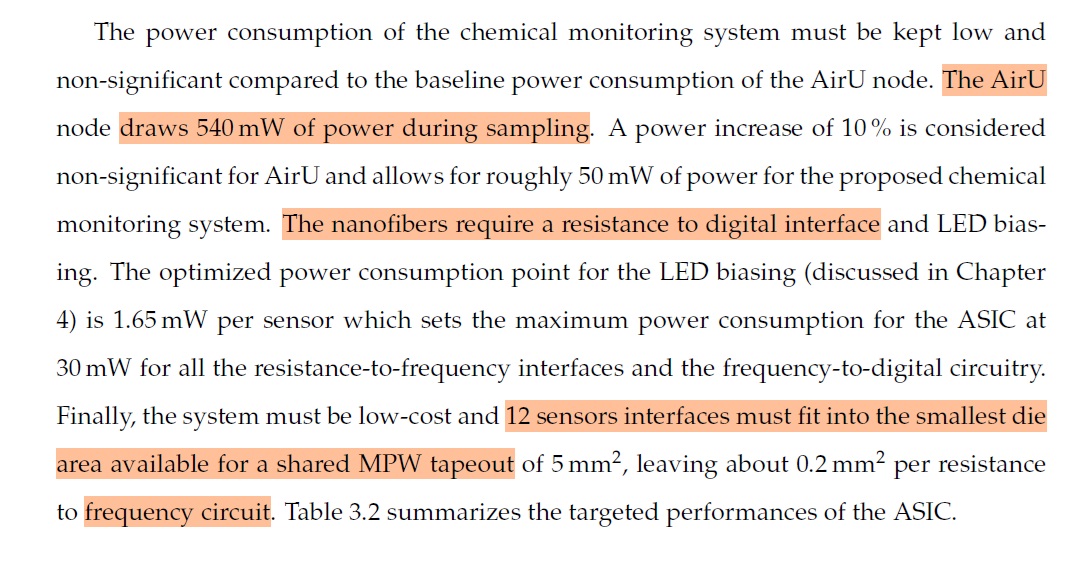 The power consumption of the chemical monitoring system must be kept low and
non-significant compared to the baseline power consumption of the AirU node. The AirU
node draws 540 mW of power during sampling. A power increase of 10 % is considered
non-significant for AirU and allows for roughly 50 mW of power for the proposed chemical
monitoring system. The nanofibers require a resistance to digital interface and LED bias-
ing. The optimized power consumption point for the LED biasing (discussed in Chapter
4) is 1.65 mW per sensor which sets the maximum power consumption for the ASIC at
30 mW for all the resistance-to-frequency interfaces and the frequency-to-digital circuitry.
Finally, the system must be low-cost and 12 sensors interfaces must fit into the smallest die
area available for a shared MPW tapeout of 5 mm², leaving about 0.2 mm² per resistance
to frequency circuit. Table 3.2 summarizes the targeted performances of the ASIC.